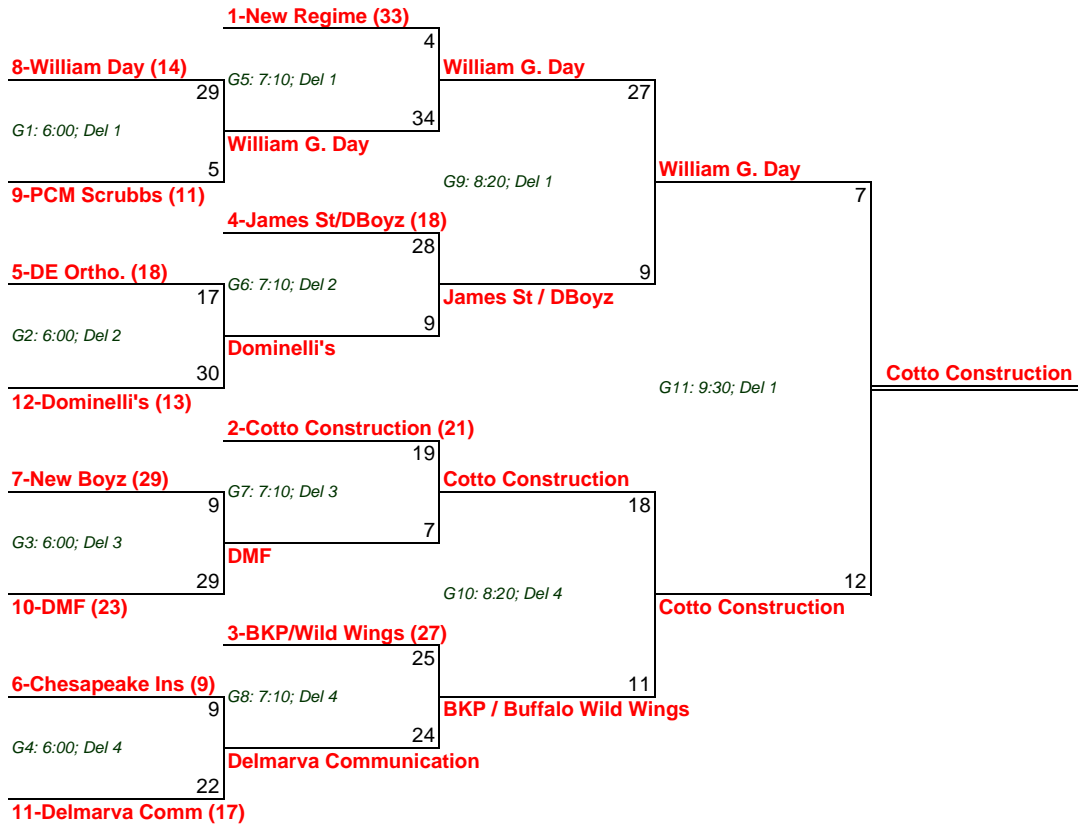 1-New Regime (33)
4
8-William Day (14)
G5: 7:10; Del 1
William G. Day
29
27
G1: 6:00; Del 1
34
William G. Day
5
G9: 8:20; Del 1
William G. Day
9-PCM Scrubbs (11)
7
4-James St/DBoyz (18)
28
5-DE Ortho. (18)
9
G6: 7:10; Del 2
17
James St / DBoyz
G2: 6:00; Del 2
9
Dominelli's
30
Cotto Construction
G11: 9:30; Del 1
12-Dominelli's (13)
2-Cotto Construction (21)
19
7-New Boyz (29)
Cotto Construction
G7: 7:10; Del 3
9
18
7
G3: 6:00; Del 3
DMF
29
12
G10: 8:20; Del 4
10-DMF (23)
Cotto Construction
3-BKP/Wild Wings (27)
25
6-Chesapeake Ins (9)
11
G8: 7:10; Del 4
9
BKP / Buffalo Wild Wings
G4: 6:00; Del 4
24
Delmarva Communication
22
11-Delmarva Comm (17)